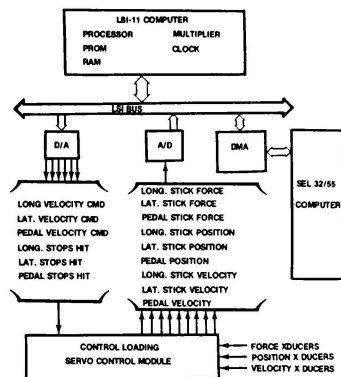 LSI-11 COMPUTER
PROCESSOR MULTIPLIER
PROM CLOCK
RAM
LSI BUS
D/A
A/D
DMA
SEL 32/55
COMPUTER
LONG VELOCITY CMD
LAT. VELOCITY CMD
PEDAL VELOCITY CMD
LONG. STOPS HIT
LAT. STOPS HIT
PEDAL STOPS HIT
LONG. STICK FORCE
LAT. STICK FORCE
PEDAL STICK FORCE
LONG. STICK POSITION
LAT. STICK POSITION
PEDAL POSITION
LONG. STICK VELOCITY
LAT. STICK VELOCITY
PEDAL VELOCITY
CONTROL LOADING
SERVO CONTROL MODULE
FORCE XDUCERS
POSITION X DUCERS
VELOCITY X DUCERS